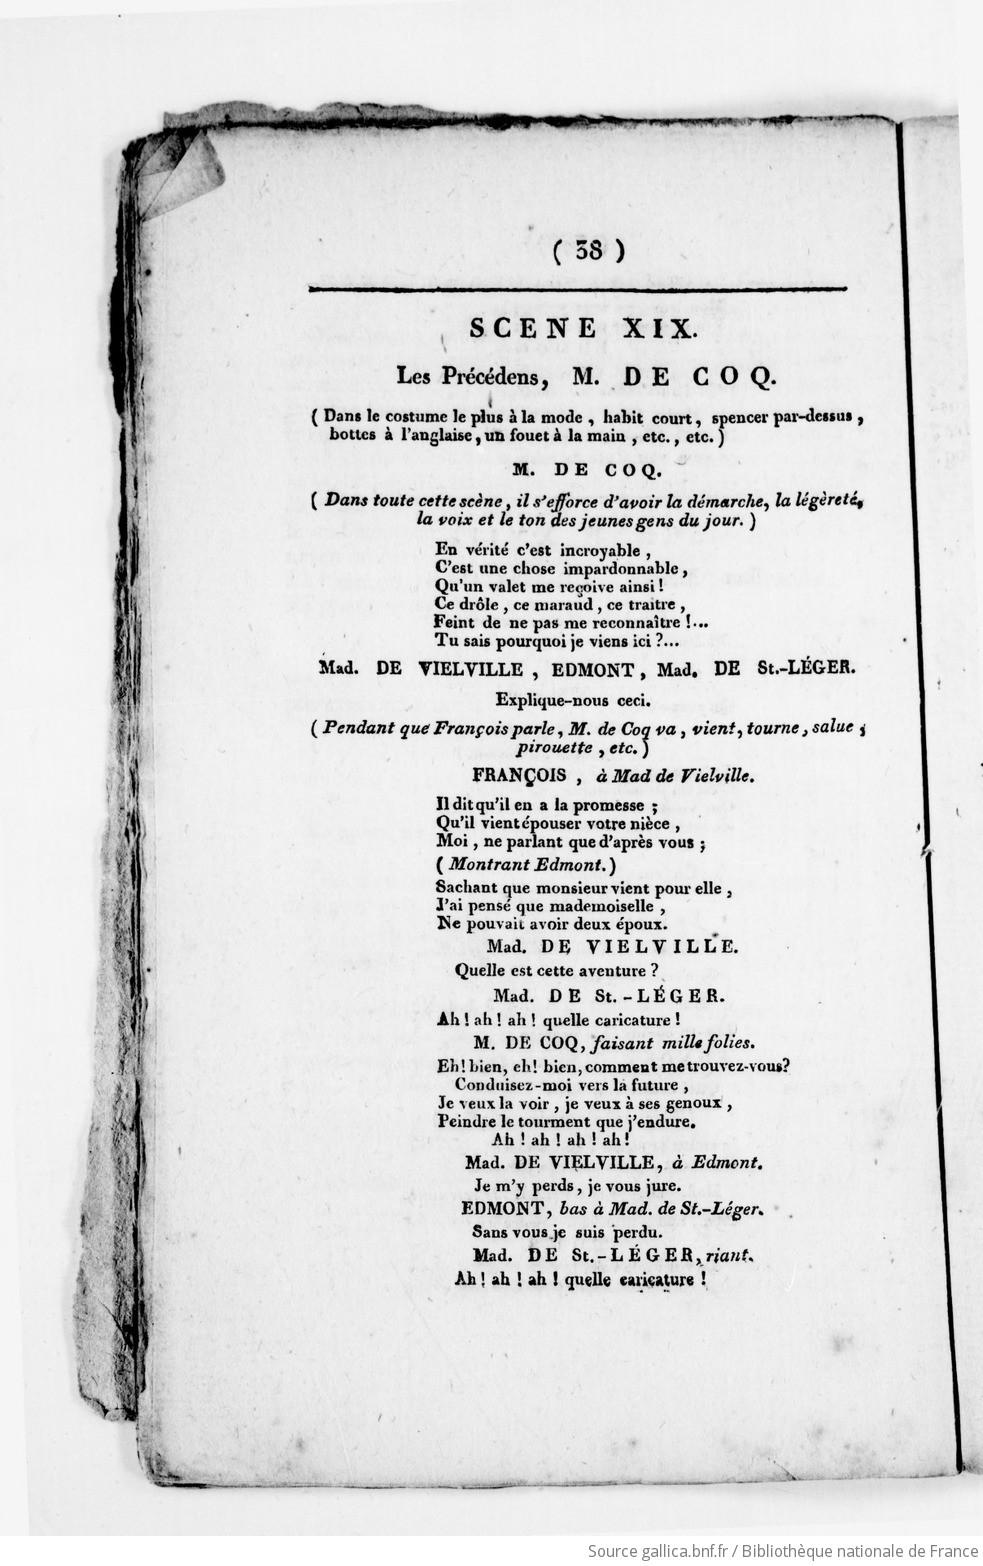 ( 38 )
SCENE XIX.
Les Précédens, M. DE COQ.
( Dans le costume le plus à la mode , habit court, spencer par-dessus ,
bottes à l'anglaise, un fouet à la main , etc., etc. )
M. DE COQ.
( Dans toute cette scène, il s'efforce d'avoir la démarche, la légèreté,
la voix et le ton des jeunes gens du jour. )
En vérité c'est incroyable ,
C'est une chose impardonnable ,
Qu'un valet me reçoive ainsi !
Ce drôle , ce maraud , ce traitre ,
Feint de ne pas me reconnaître !...
Tu sais pourquoi je viens ici ?...
Mad. DE VIELVILLE , EDMONT, Mad. DE St.-LÉGER.
Explique-nous ceci.
( Pendant que François parle, M. de Coq va , vient, tourne, salue ;
pirouette , etc. )
FRANÇOIS , à Mad de Vielville.
Il dit qu'il en a la promesse ;
Qu'il vient épouser votre nièce ,
Moi , ne parlant que d'après vous ;
( Montrant Edmont. )
Sachant que monsieur vient pour elle ,
J'ai pensé que mademoiselle ,
Ne pouvait avoir deux époux.
Mad. DE VIELVILLE.
Quelle est cette aventure ?
Mad. DE St. - LÉGER.
Ah ! ah ! ah ! quelle caricature !
M. DE COQ, faisant mille folies.
Eh! bien, eh! bien, comment me trouvez-vous?
Conduisez-moi vers la future ,
Je veux la voir , je veux à ses genoux ,
Peindre le tourment que j'endure.
Ah ! ah ! ah ! ah !
Mad. DE VIELVILLE, à Edmont.
Je m'y perds , je vous jure.
EDMONT, bas à Mad. de St.-Léger.
Sans vous je suis perdu.
Mad. DE St.-LÉGER, riant.
Ah ! ah ! ah ! quelle caricature !
Source gallica.bnf.fr / Bibliothèque nationale de France